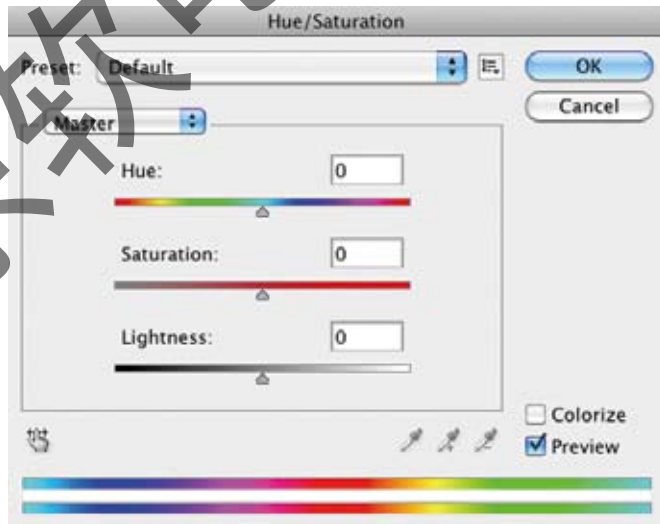 Hue/Saturation
Preset: Default
OK
Cancel
Master
Hue: 0
Saturation: 0
Lightness: 0
Colorize
Preview